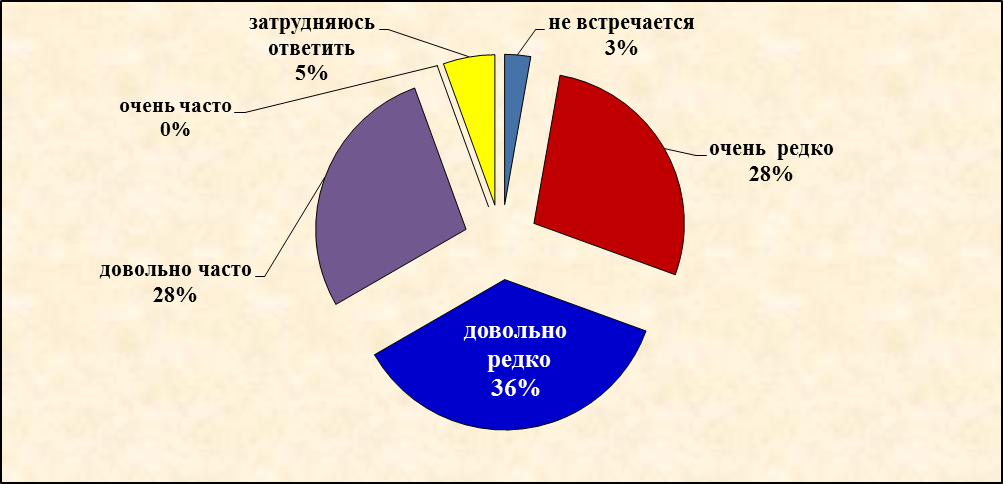 затрудняюсь
ответить
5%
не встречается
3%
очень часто
0%
очень редко
28%
довольно часто
28%
довольно
редко
36%